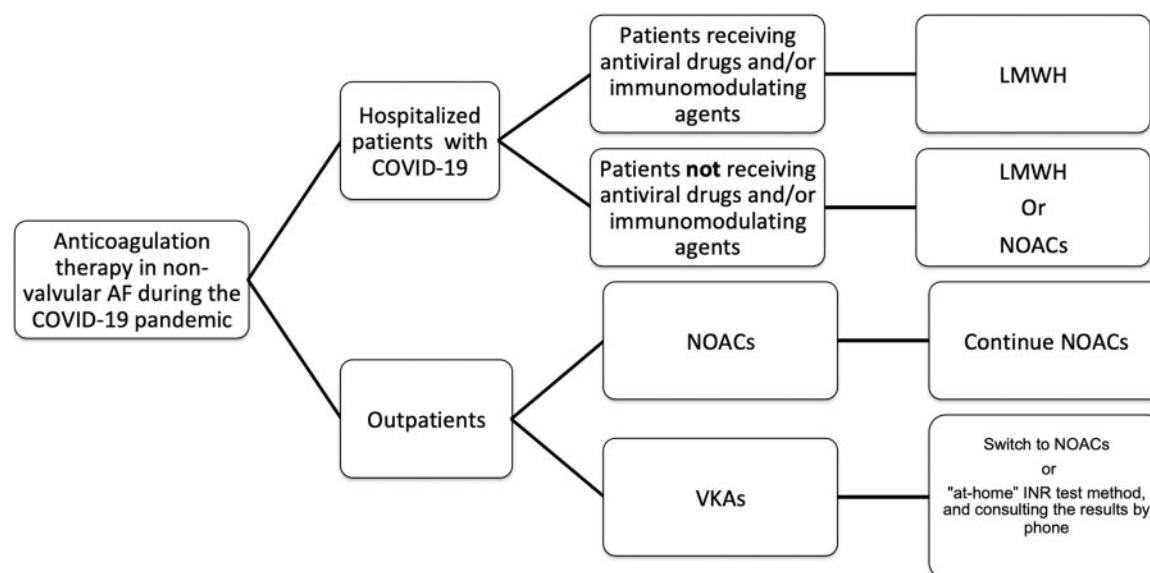 Anticoagulation
therapy in non-
valvular AF during the
COVID-19 pandemic
Hospitalized
patients with
COVID-19
Patients receiving
antiviral drugs and/or
immunomodulating
agents
LMWH
Patients not receiving
antiviral drugs and/or
immunomodulating
agents
LMWH
Or
NOACs
Outpatients
NOACs
Continue NOACs
VKAs
Switch to NOACs
or
"at-home" INR test method,
and consulting the results by
phone